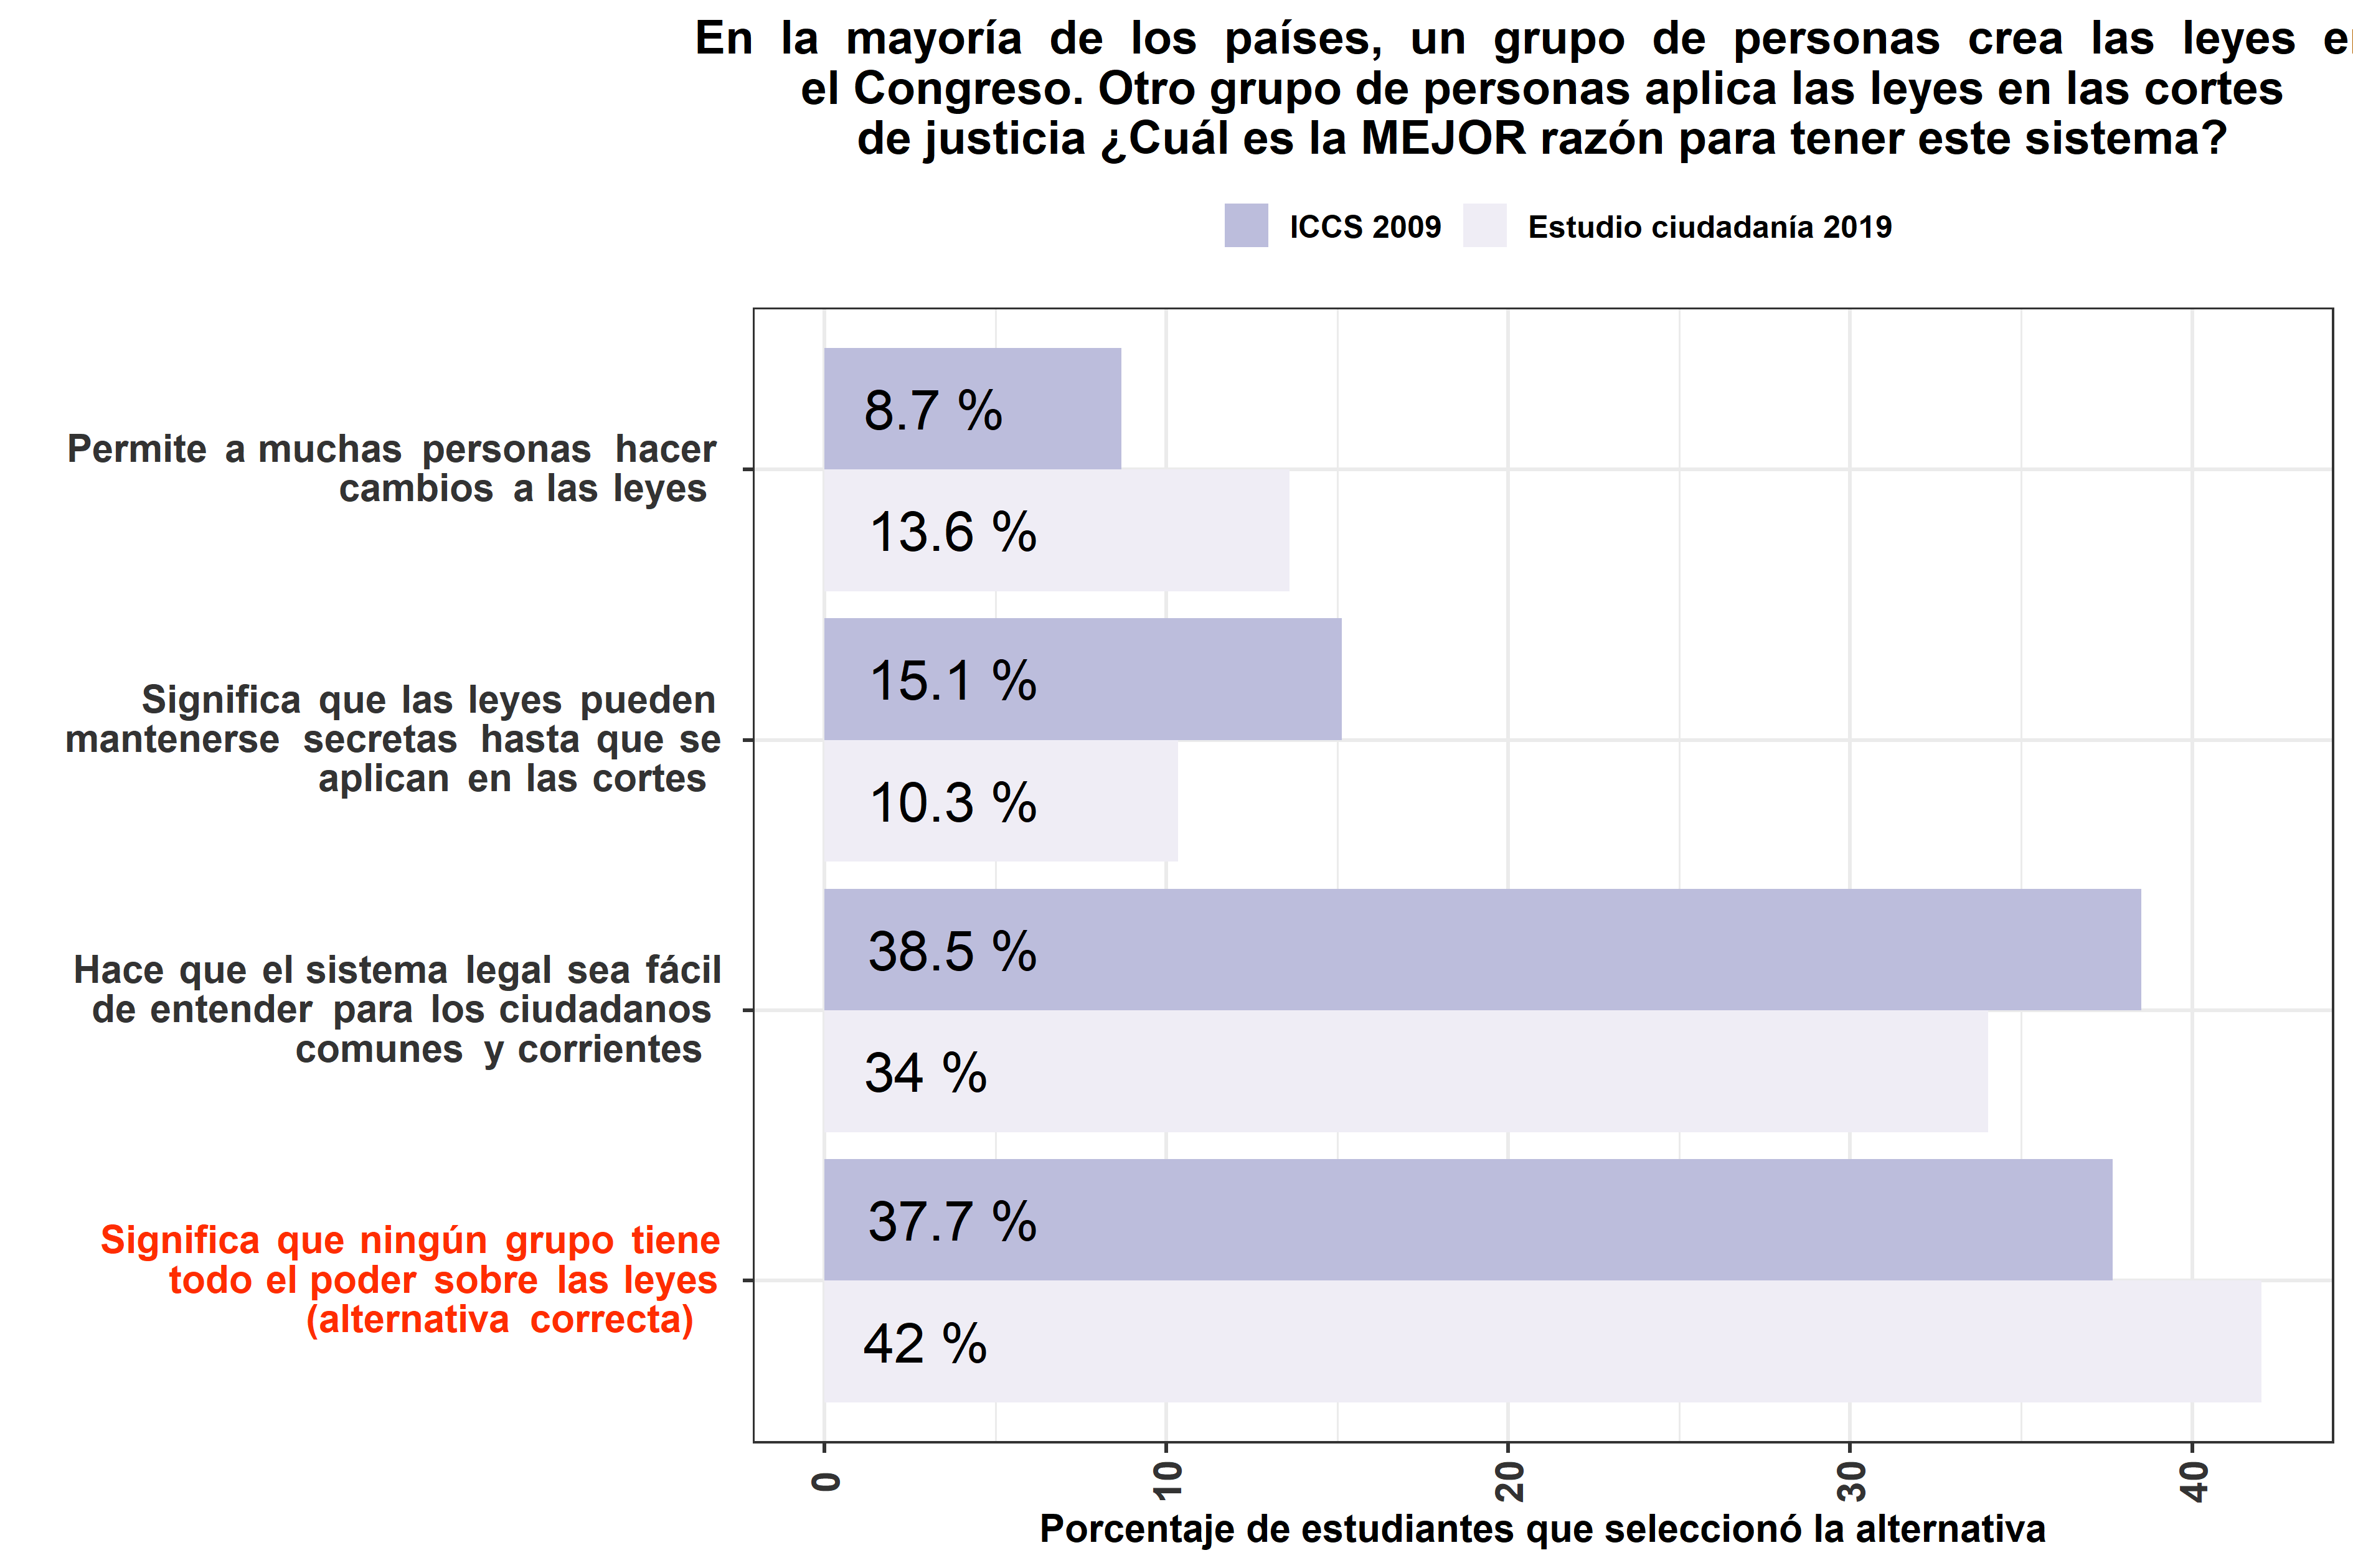 En la mayoría de los países, un grupo de personas crea las leyes
el Congreso. Otro grupo de personas aplica las leyes en las cortes
de justicia ¿Cuál es la MEJOR razón para tener este sistema?
ICCS 2009 Estudio ciudadanía 2019
Permite a muchas personas hacer
cambios a las leyes
8.7 %
13.6 %
Significa que las leyes pueden
mantenerse secretas hasta que se
aplican en las cortes
15.1 %
10.3 %
Hace que el sistema legal sea fácil
de entender para los ciudadanos
comunes y corrientes
38.5 %
34 %
Significa que ningún grupo tiene
todo el poder sobre las leyes
(alternativa correcta)
37.7 %
42 %
0 10 20 30 40
Porcentaje de estudiantes que seleccionó la alternativa